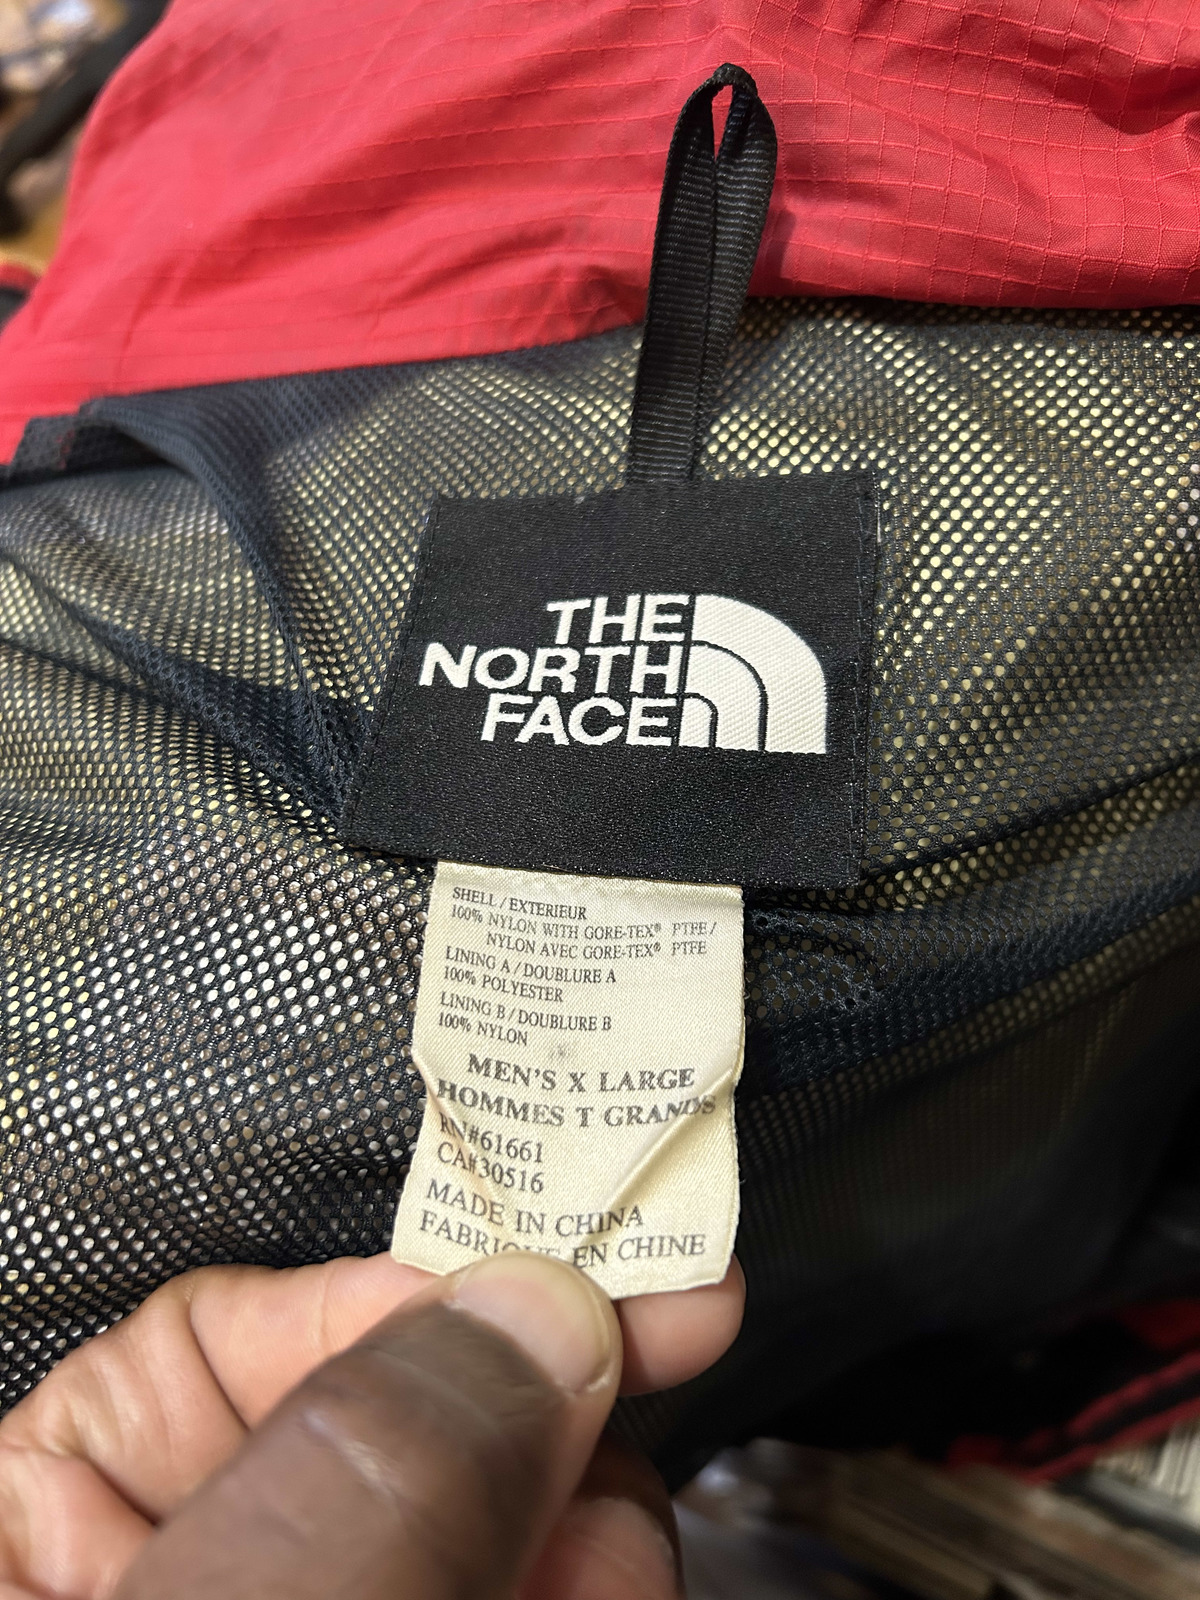 THE
NORTH
FACE
SHELL / EXTERIEUR
100% NYLON WITH GORE-TEX® PTFE /
NYLON AVEC GORE-TEX® PTFE
LINING A / DOUBLURE A
100% POLYESTER
LINING B / DOUBLURE B
100% NYLON
MEN'S X LARGE
HOMMES T GRANDS
RN#61661
CA#30516
MADE IN CHINA
FABRIQUE EN CHINE